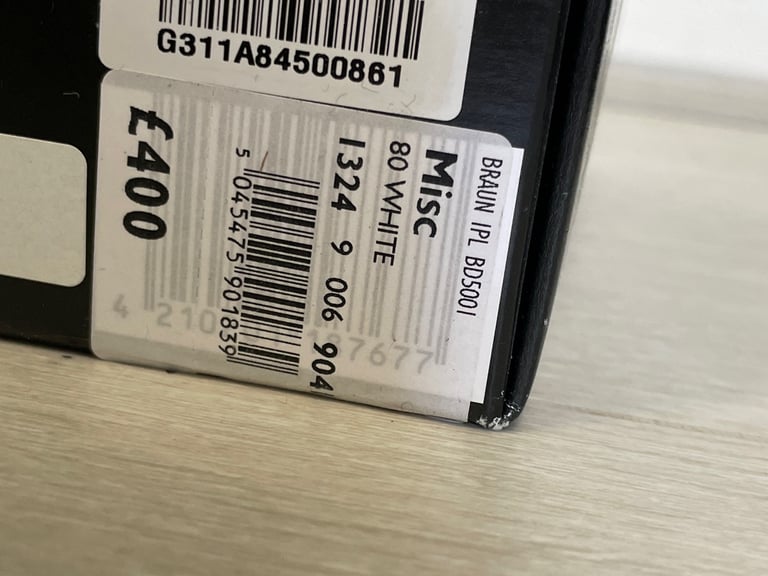 G311A84500861
BRAUN IPL BD5001
Misc
80 WHITE
1324 9 006 904
5 045475 901839
£400